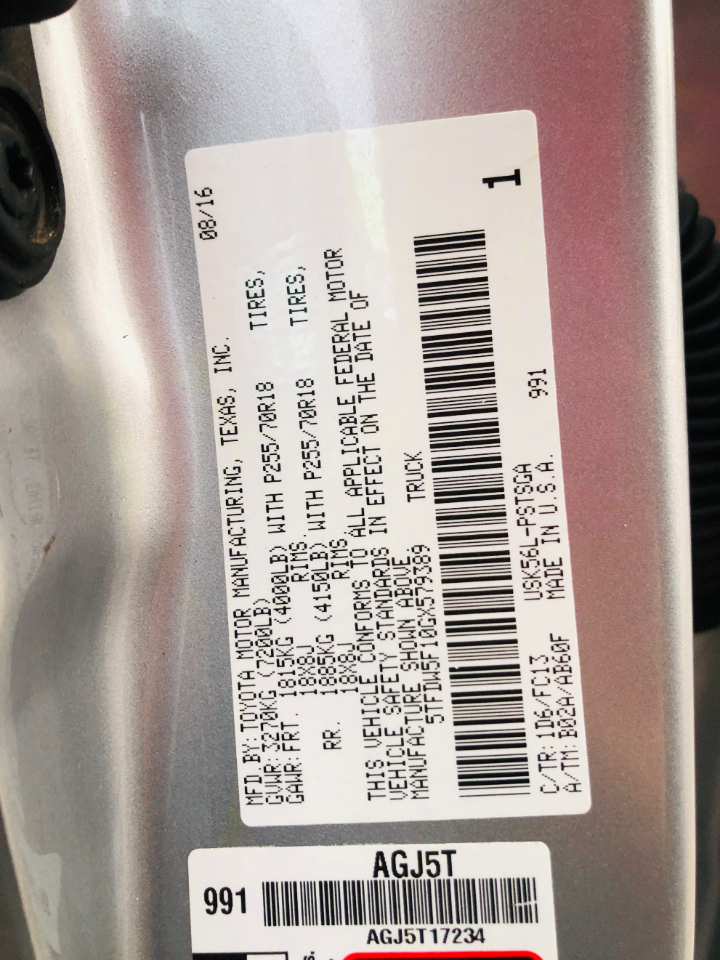 MFD BY: TOYOTA MOTOR MANUFACTURING, TEXAS, INC. 08/16
GVWR: 3270KG (7200LB)
GAWR: FRT. 1815KG (4000LB) WITH P255/70R18 TIRES,
18X8J RIMS.
RR. 1885KG (4150LB) WITH P255/70R18 TIRES,
18X8J RIMS.
THIS VEHICLE CONFORMS TO ALL APPLICABLE FEDERAL MOTOR
VEHICLE SAFETY STANDARDS IN EFFECT ON THE DATE OF
MANUFACTURE SHOWN ABOVE.
5TFDW5F10GX579389 TRUCK
1
C/TR: 1D6/FC13 USK56L-PSTSGA 991
A/TM: B02A/AB60F MADE IN U.S.A.
AGJ5T
991
AGJ5T17234